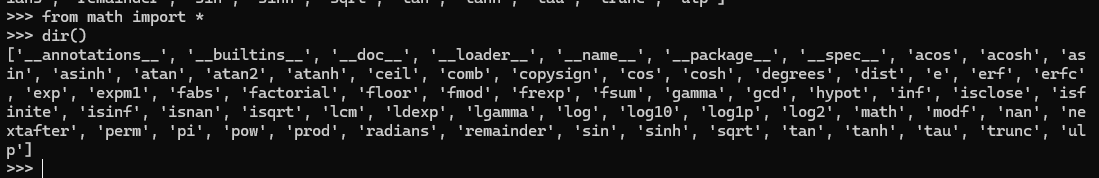 ians', 'remainder', 'sin', 'sinh', 'sqrt', 'tan', 'tanh', 'tau', 'trunc', 'ulp']
>>> from math import *
>>> dir()
['__annotations__', '__builtins__', '__doc__', '__loader__', '__name__', '__package__', '__spec__', 'acos', 'acosh', 'as
in', 'asinh', 'atan', 'atan2', 'atanh', 'ceil', 'comb', 'copysign', 'cos', 'cosh', 'degrees', 'dist', 'e', 'erf', 'erfc'
, 'exp', 'expm1', 'fabs', 'factorial', 'floor', 'fmod', 'frexp', 'fsum', 'gamma', 'gcd', 'hypot', 'inf', 'isclose', 'isf
inite', 'isinf', 'isnan', 'isqrt', 'lcm', 'ldexp', 'lgamma', 'log', 'log10', 'log1p', 'log2', 'math', 'modf', 'nan', 'ne
xtafter', 'perm', 'pi', 'pow', 'prod', 'radians', 'remainder', 'sin', 'sinh', 'sqrt', 'tan', 'tanh', 'tau', 'trunc', 'ul
p']
>>>